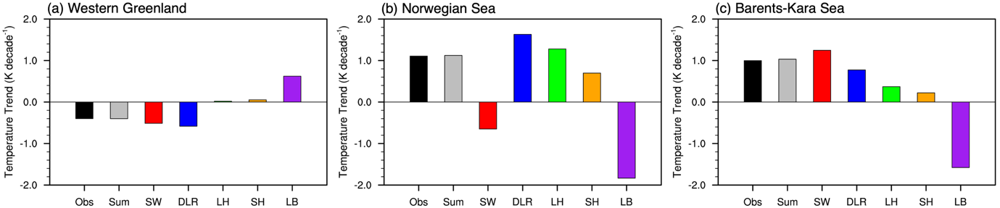 (a) Western Greenland
Temperature Trend (K decade⁻¹)
2.0
1.0
0.0
-1.0
-2.0
Obs Sum SW DLR LH SH LB
(b) Norwegian Sea
Temperature Trend (K decade⁻¹)
2.0
1.0
0.0
-1.0
-2.0
Obs Sum SW DLR LH SH LB
(c) Barents-Kara Sea
Temperature Trend (K decade⁻¹)
2.0
1.0
0.0
-1.0
-2.0
Obs Sum SW DLR LH SH LB